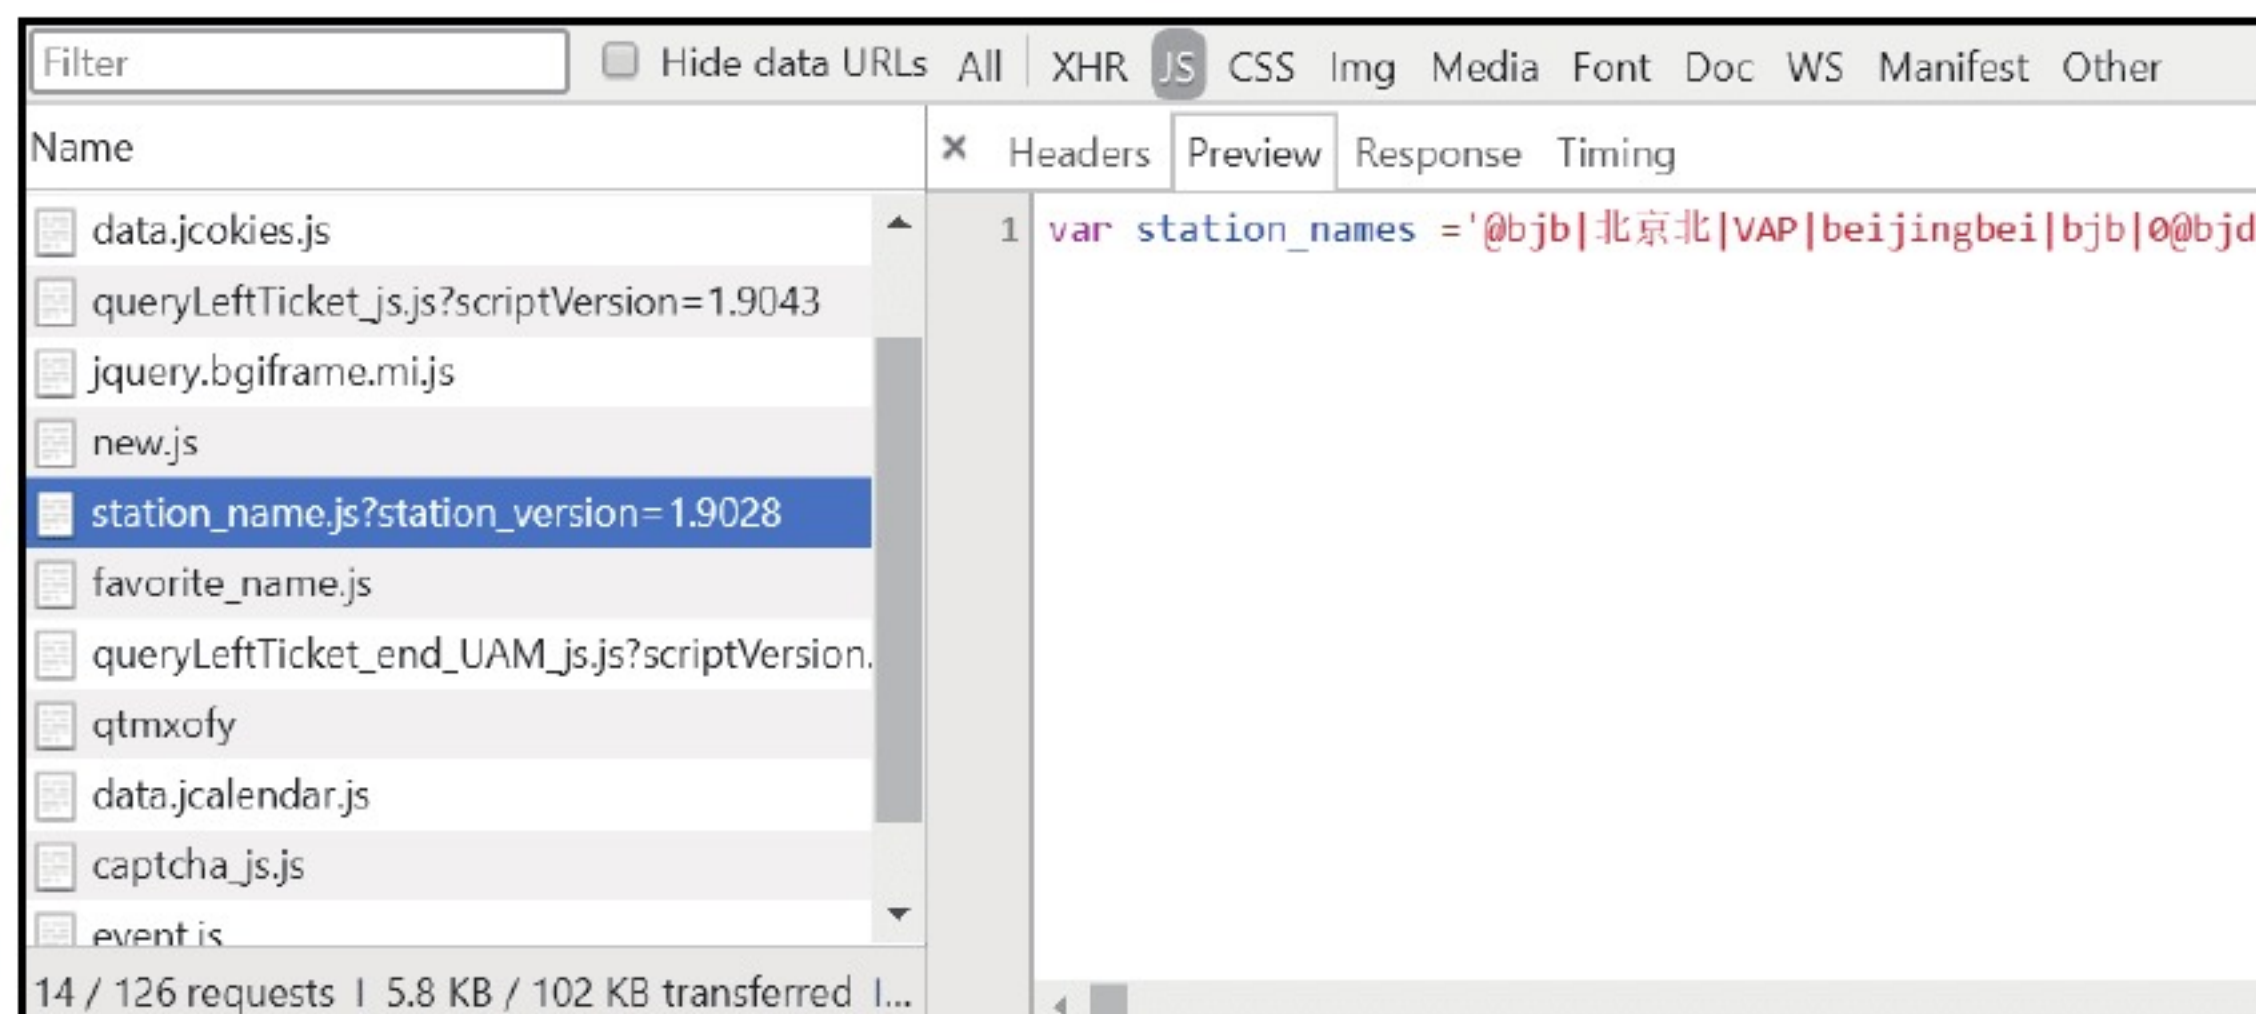 Filter Hide data URLs All XHR JS CSS Img Media Font Doc WS Manifest Other
Name
× Headers Preview Response Timing
data.jcokies.js
queryLeftTicket_js.js?scriptVersion=1.9043
jquery.bgiframe.mi.js
new.js
station_name.js?station_version=1.9028
favorite_name.js
queryLeftTicket_end_UAM_js.js?scriptVersion.
qtmxofy
data.jcalendar.js
captcha_js.js
event.js
14 / 126 requests | 5.8 KB / 102 KB transferred |...
1 var station_names ='@bjb|北京北|VAP|beijingbei|bjb|0@bjd